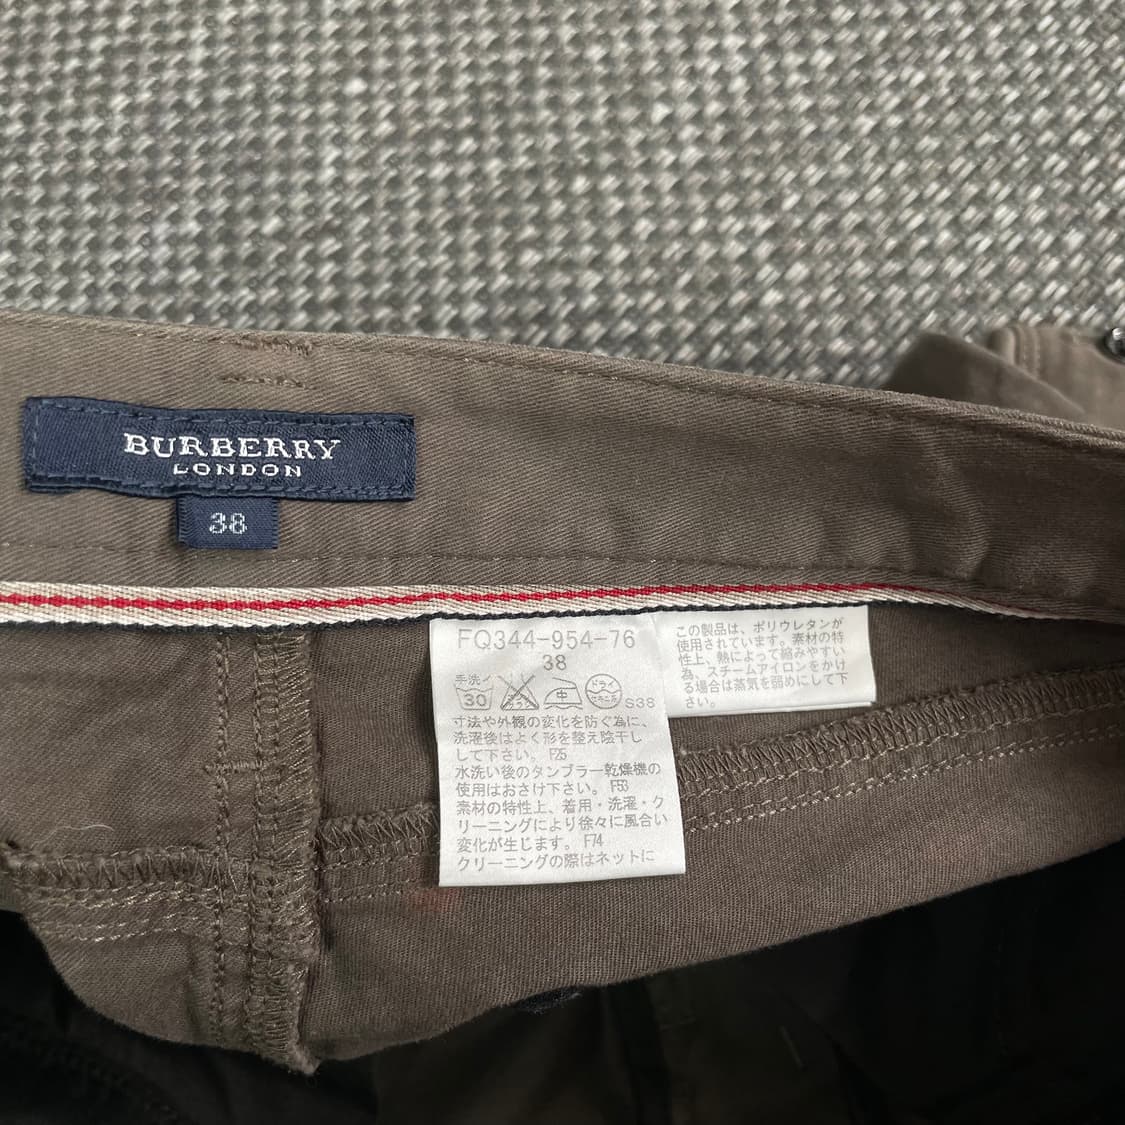 BURBERRY
LONDON
38
FQ344-954-76
38
手洗イ
30
中
ドライ
セキユ系
S38
寸法や外観の変化を防ぐ為に、
洗濯後はよく形を整え陰干し
して下さい。 F25
水洗い後のタンブラー乾燥機の
使用はおさけ下さい。 F53
素材の特性上、着用・洗濯・ク
リーニングにより徐々に風合い
変化が生じます。 F74
クリーニングの際はネットに
この製品は、ポリウレタンが
使用されています。素材の特
性上、熱によって縮みやすい
為、スチームアイロンをかけ
る場合は蒸気を弱めにして下
さい。